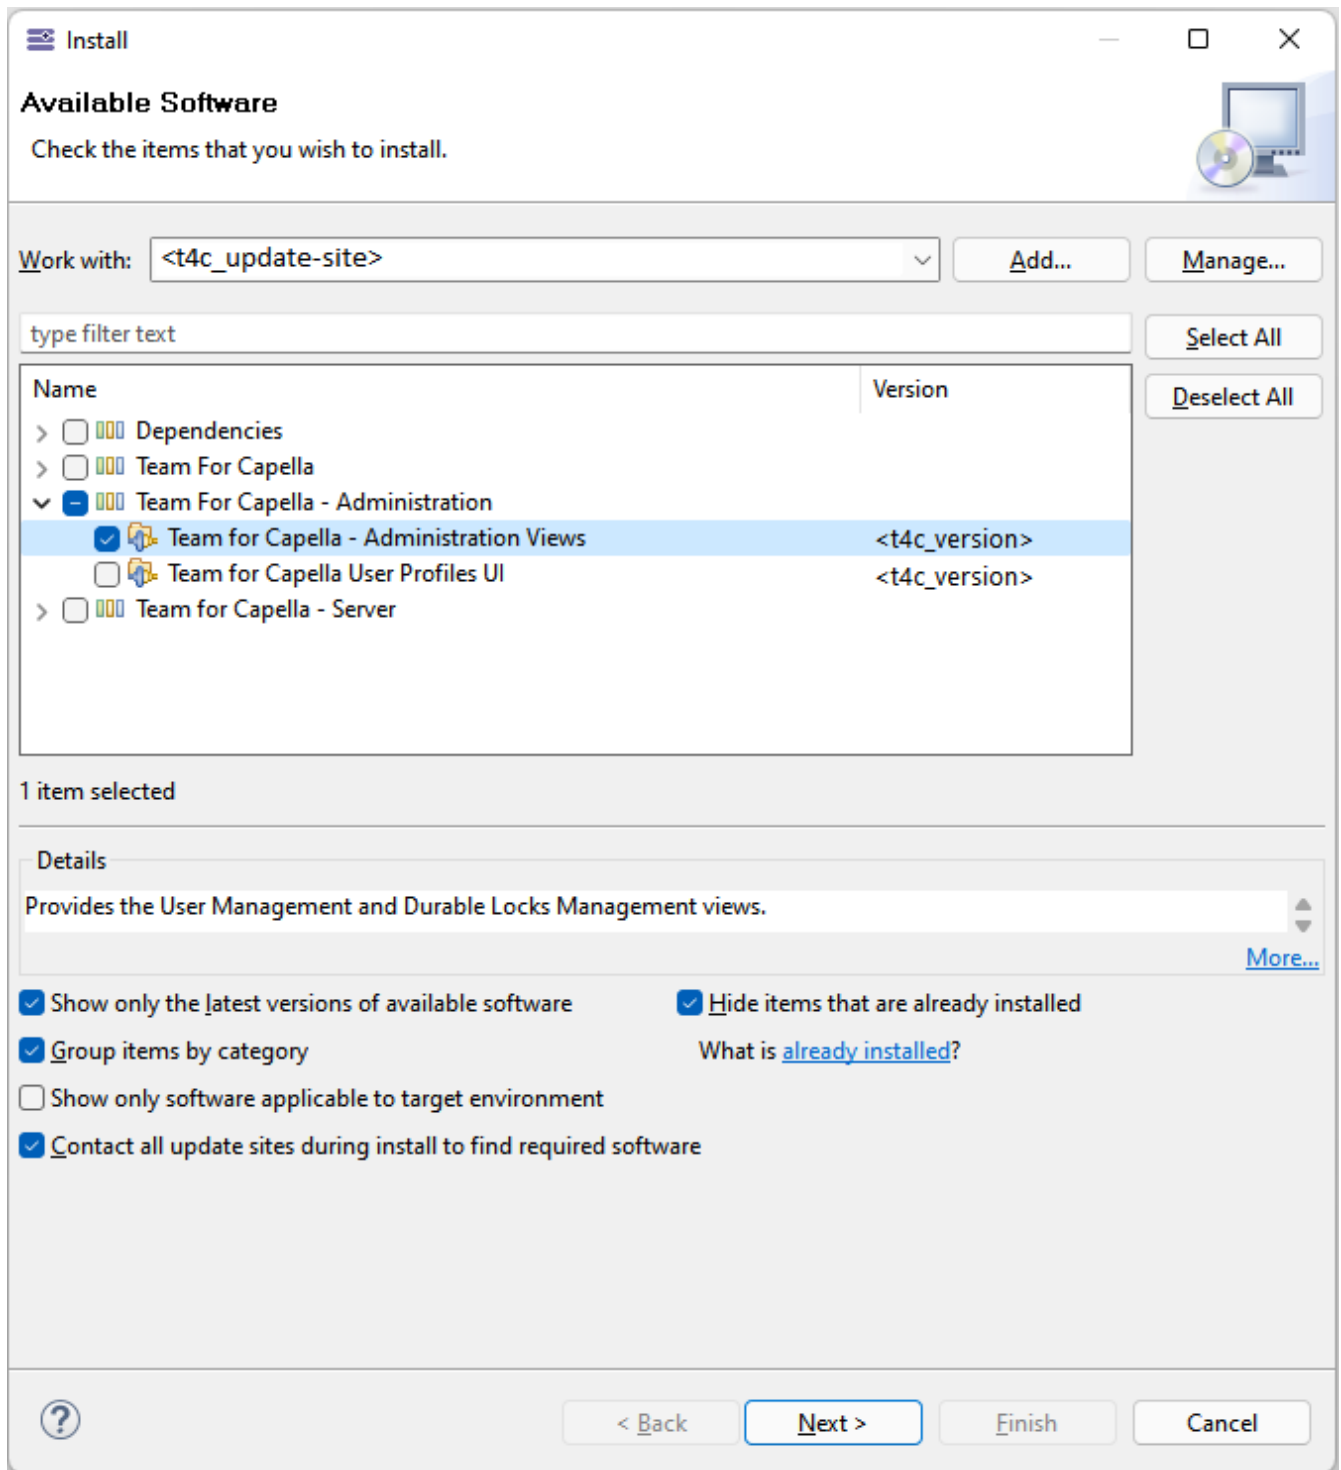 Install
Available Software
Check the items that you wish to install.
Work with: <t4c_update-site> Add... Manage...
type filter text Select All
Name Version Deselect All
Dependencies
Team For Capella
Team For Capella - Administration
Team for Capella - Administration Views <t4c_version>
Team for Capella User Profiles UI <t4c_version>
Team for Capella - Server
1 item selected
Details
Provides the User Management and Durable Locks Management views.
More...
Show only the latest versions of available software Hide items that are already installed
Group items by category What is already installed?
Show only software applicable to target environment
Contact all update sites during install to find required software
? < Back Next > Finish Cancel